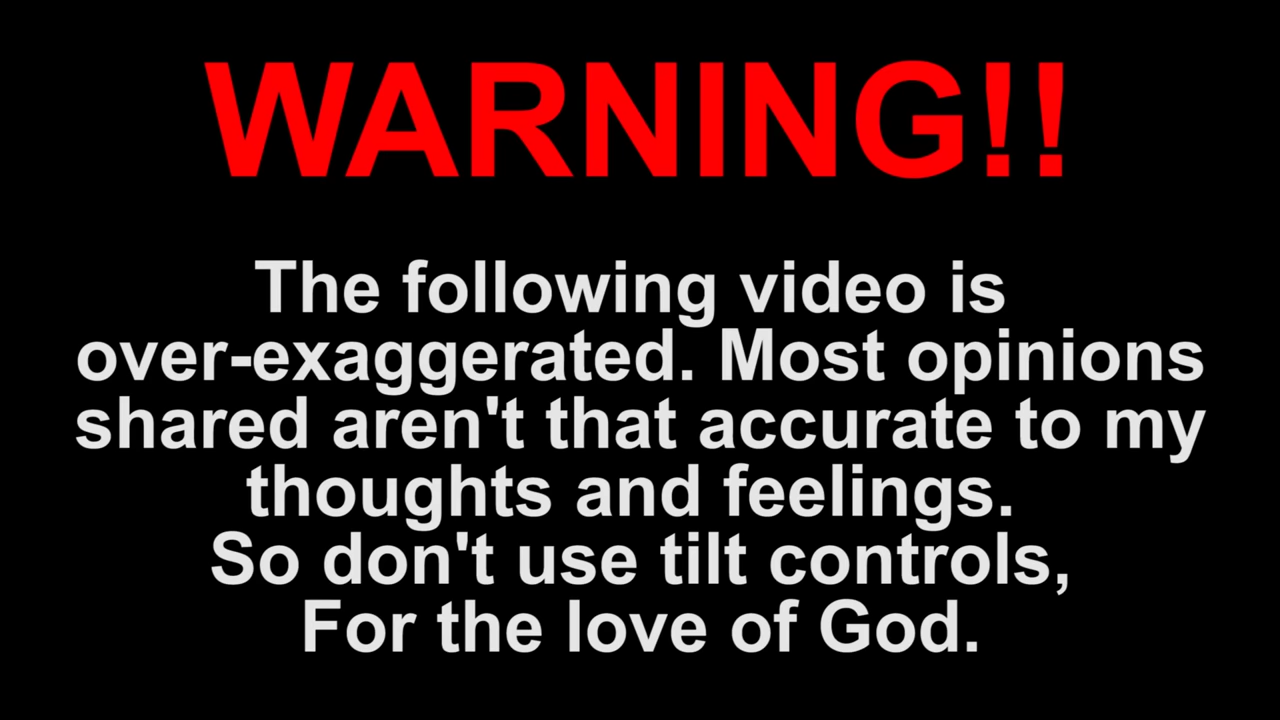 WARNING!!
The following video is
over-exaggerated. Most opinions
shared aren't that accurate to my
thoughts and feelings.
So don't use tilt controls,
For the love of God.